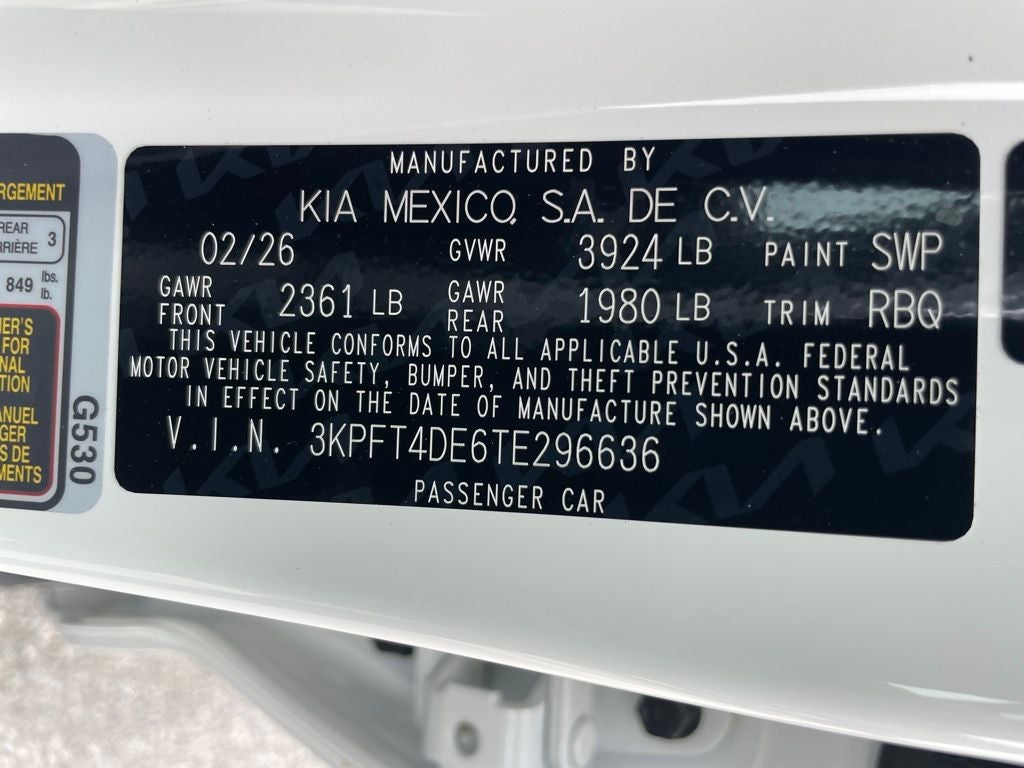 MANUFACTURED BY
KIA MEXICO, S.A. DE C.V.
02/26 GVWR 3924 LB PAINT SWP
GAWR FRONT 2361 LB GAWR REAR 1980 LB TRIM RBQ
THIS VEHICLE CONFORMS TO ALL APPLICABLE U.S.A. FEDERAL
MOTOR VEHICLE SAFETY, BUMPER, AND THEFT PREVENTION STANDARDS
IN EFFECT ON THE DATE OF MANUFACTURE SHOWN ABOVE.
V.I.N. 3KPFT4DE6TE296636
PASSENGER CAR
REAR
3
849 lbs.
lb.
FOR
DE
G530